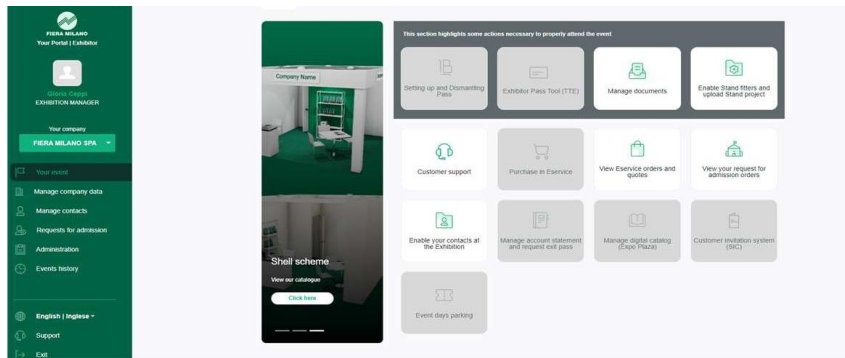 FIERA MILANO
Your Portal | Exhibitor
Gloria Ceppi
EXHIBITION MANAGER
Your company
FIERA MILANO SPA
Your event
Manage company data
Manage contacts
Requests for admission
Administration
Events history
English | Inglese
Support
Exit
Company Name
Shell scheme
View our catalogue
Click here
This section highlights some actions necessary to properly attend the event
Setting up and Dismantling
Pass
Exhibitor Pass Tool (TTE)
Manage documents
Enable Stand fitters and
upload Stand project
Customer support
Purchase in Eservice
View Eservice orders and
quotes
View your request for
admission orders
Enable your contacts at
the Exhibition
Manage account statement
and request exit pass
Manage digital catalog
(Expo Plaza)
Customer invitation system
(SIC)
Event days parking